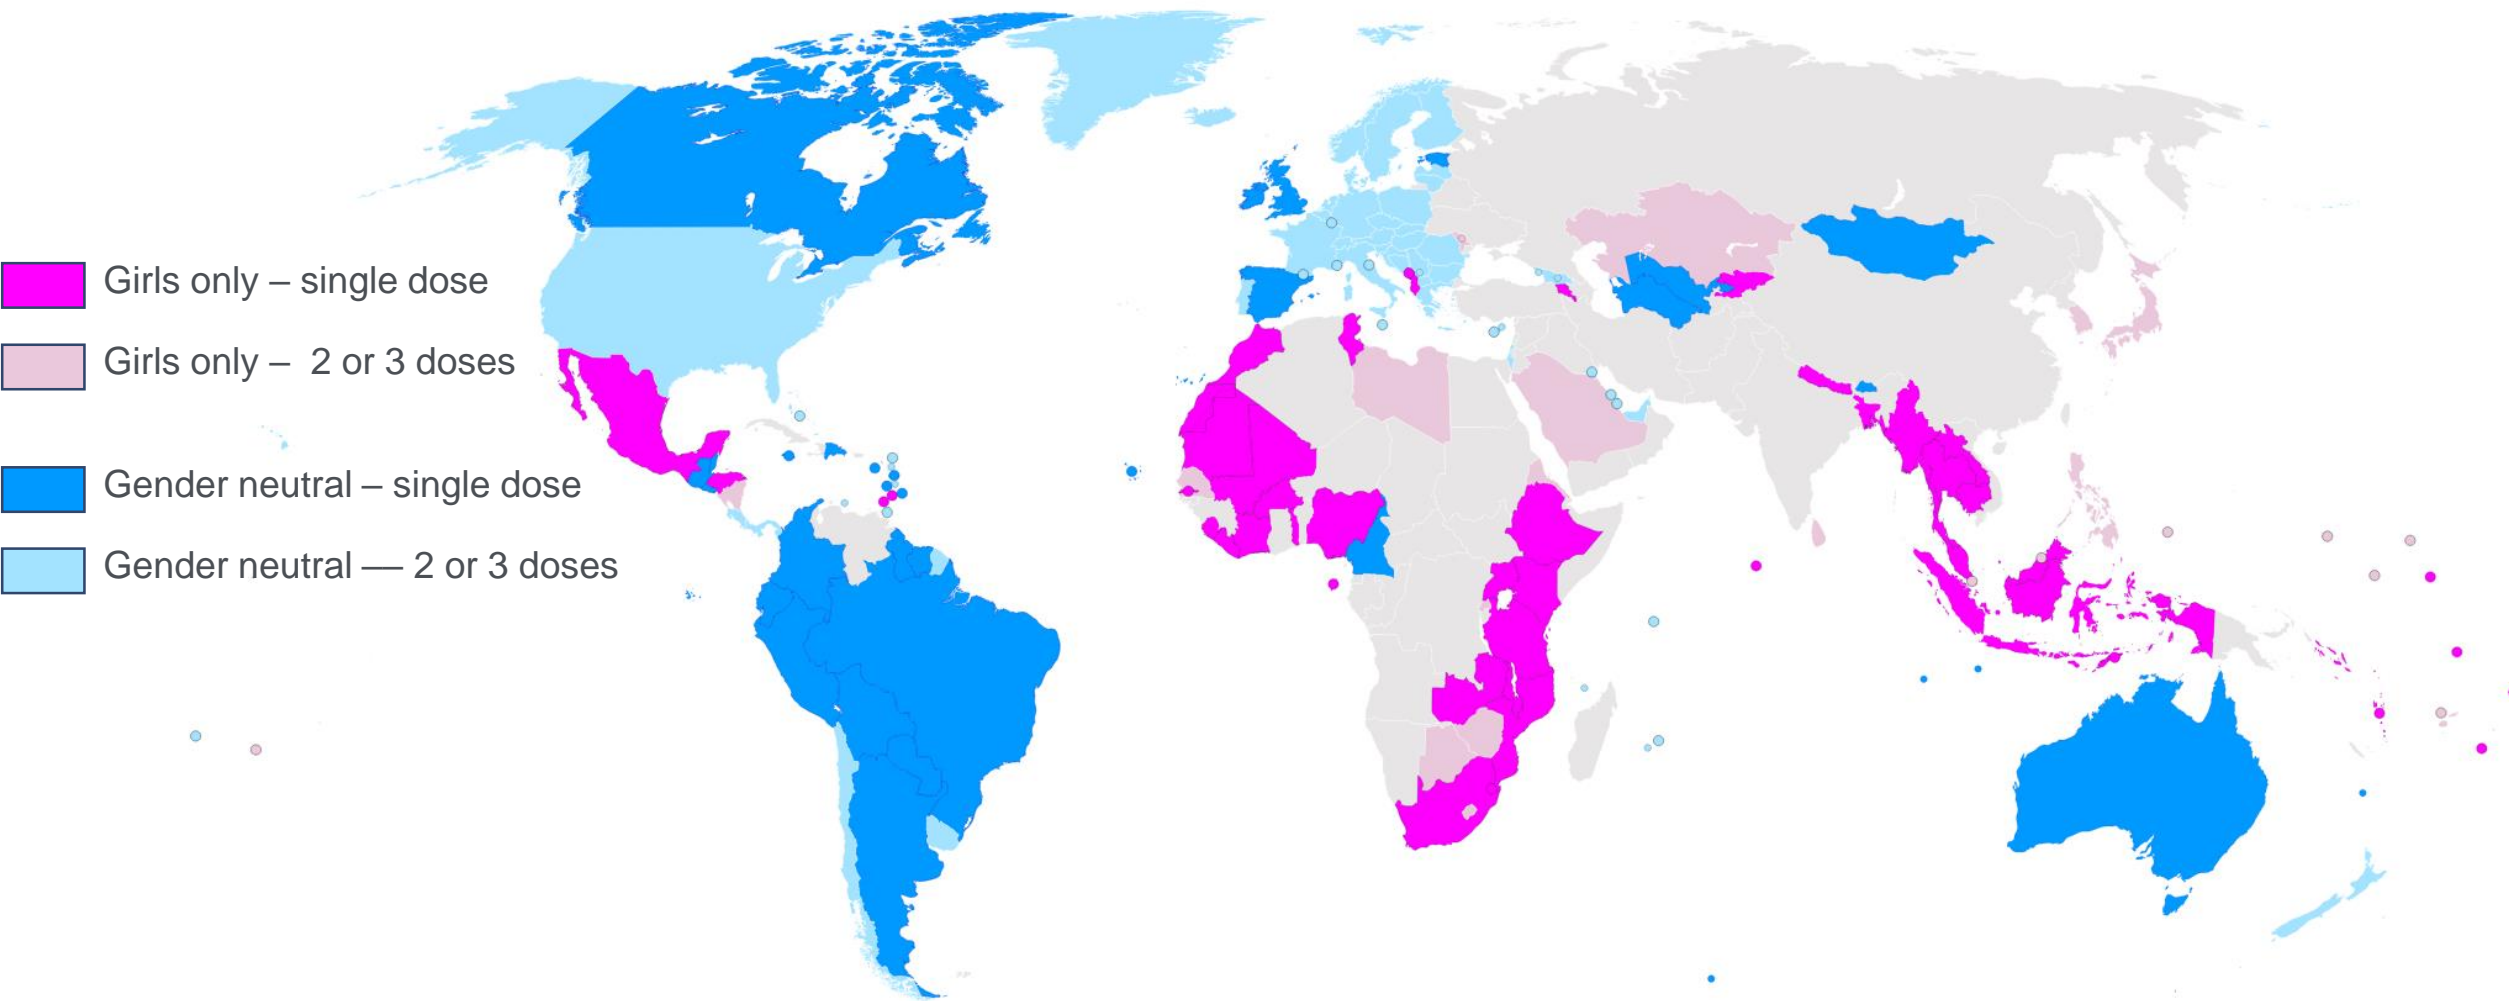 Girls only – single dose
Girls only –  2 or 3 doses
Gender neutral – single dose
Gender neutral — 2 or 3 doses